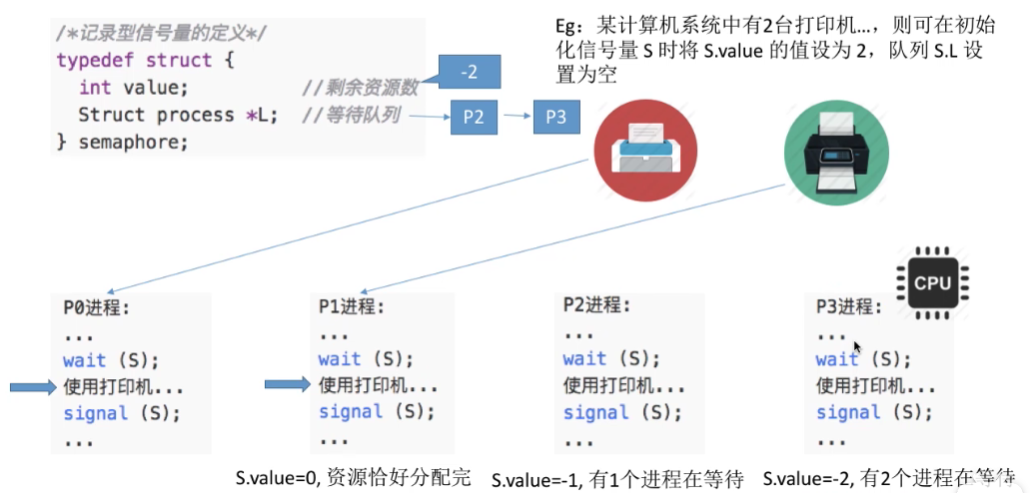 /*记录型信号量的定义*/
typedef struct {
int value; //剩余资源数
Struct process *L; //等待队列
} semaphore;
-2
P2
P3
Eg：某计算机系统中有2台打印机…，则可在初
始化信号量 S 时将 S.value 的值设为 2，队列 S.L 设
置为空
CPU
P0进程:
...
wait (S);
使用打印机...
signal (S);
...
P1进程:
...
wait (S);
使用打印机...
signal (S);
...
P2进程:
...
wait (S);
使用打印机...
signal (S);
...
P3进程:
...
wait (S);
使用打印机...
signal (S);
...
S.value=0, 资源恰好分配完
S.value=-1, 有1个进程在等待
S.value=-2, 有2个进程在等待